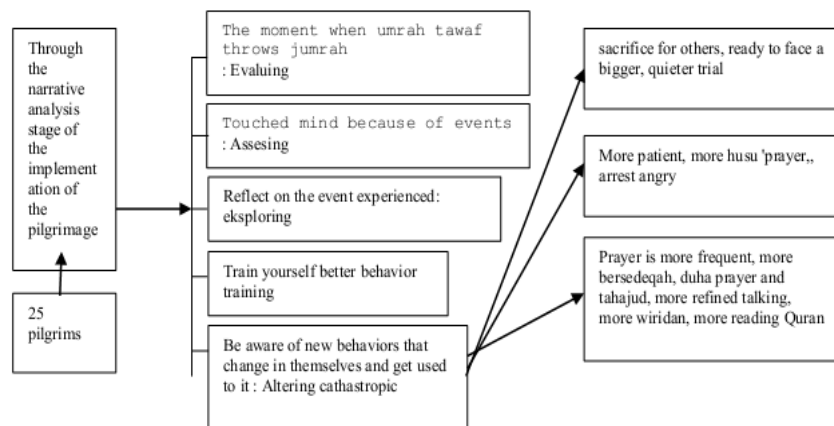 Through
the
narrative
analysis
stage of
the
implement
ation of
the
pilgrimage
25
pilgrims
The moment when umrah tawaf
throws jumrah
: Evaluing
Touched mind because of events
: Assesing
Reflect on the event experienced:
eksploring
Train yourself better behavior
training
Be aware of new behaviors that
change in themselves and get used
to it : Altering cathastropic
sacrifice for others, ready to face a
bigger, quieter trial
More patient, more husu 'prayer,,
arrest angry
Prayer is more frequent, more
bersedeqah, duha prayer and
tahajud, more refined talking,
more wiridan, more reading Quran